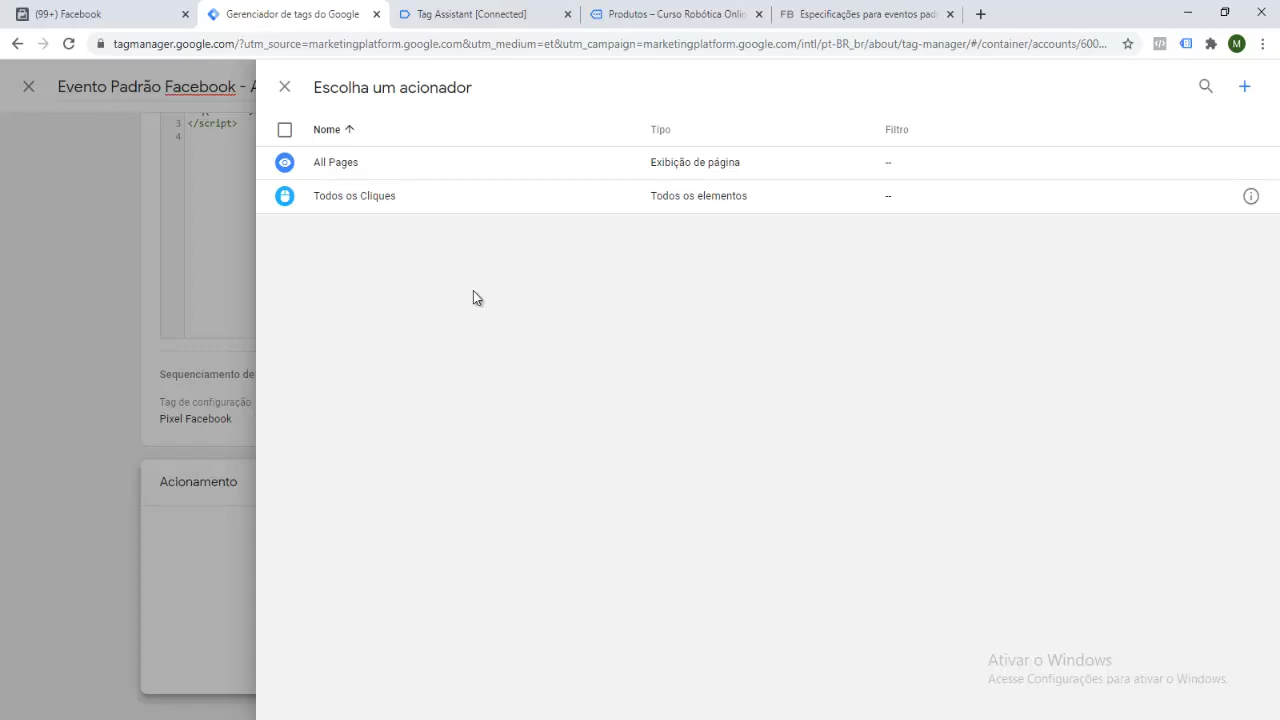 (99+) Facebook
Gerenciador de tags do Google
Tag Assistant [Connected]
Produtos – Curso Robótica Onlin
FB Especificações para eventos padr
tagmanager.google.com/?utm_source=marketingplatform.google.com&utm_medium=et&utm_campaign=marketingplatform.google.com/intl/pt-BR_br/about/tag-manager/#/container/accounts/600...
M
Evento Padrão Facebook - A
Escolha um acionador
Nome
Tipo
Filtro
All Pages
Exibição de página
--
Todos os Cliques
Todos os elementos
--
3 </script>
4
Sequenciamento de
Tag de configuração
Pixel Facebook
Acionamento
Ativar o Windows
Acesse Configurações para ativar o Windows.